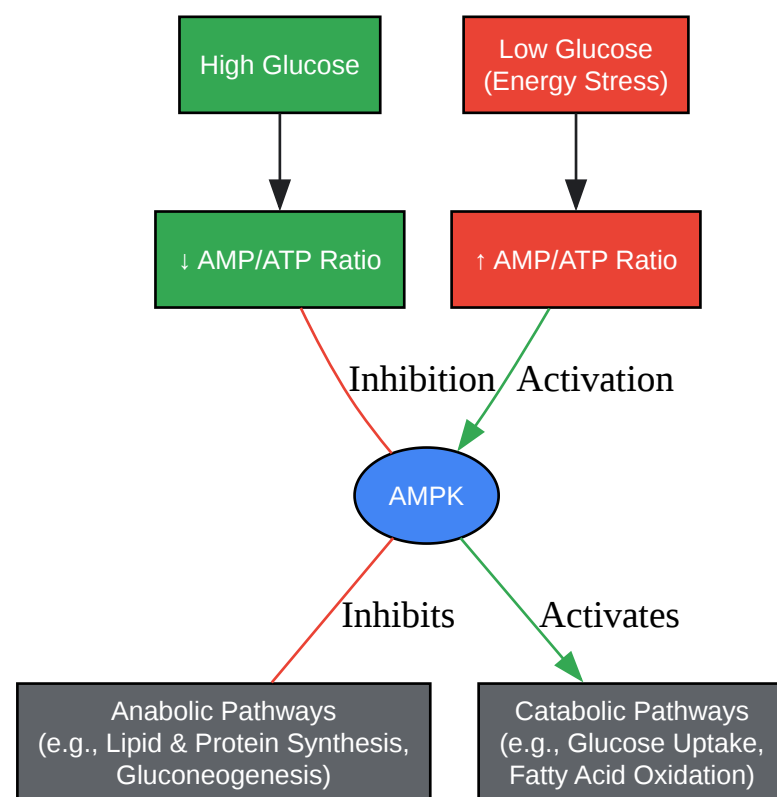 High Glucose
Low Glucose
(Energy Stress)
↓ AMP/ATP Ratio
↑ AMP/ATP Ratio
Inhibition
Activation
AMPK
Inhibits
Activates
Anabolic Pathways
(e.g., Lipid & Protein Synthesis,
Gluconeogenesis)
Catabolic Pathways
(e.g., Glucose Uptake,
Fatty Acid Oxidation)